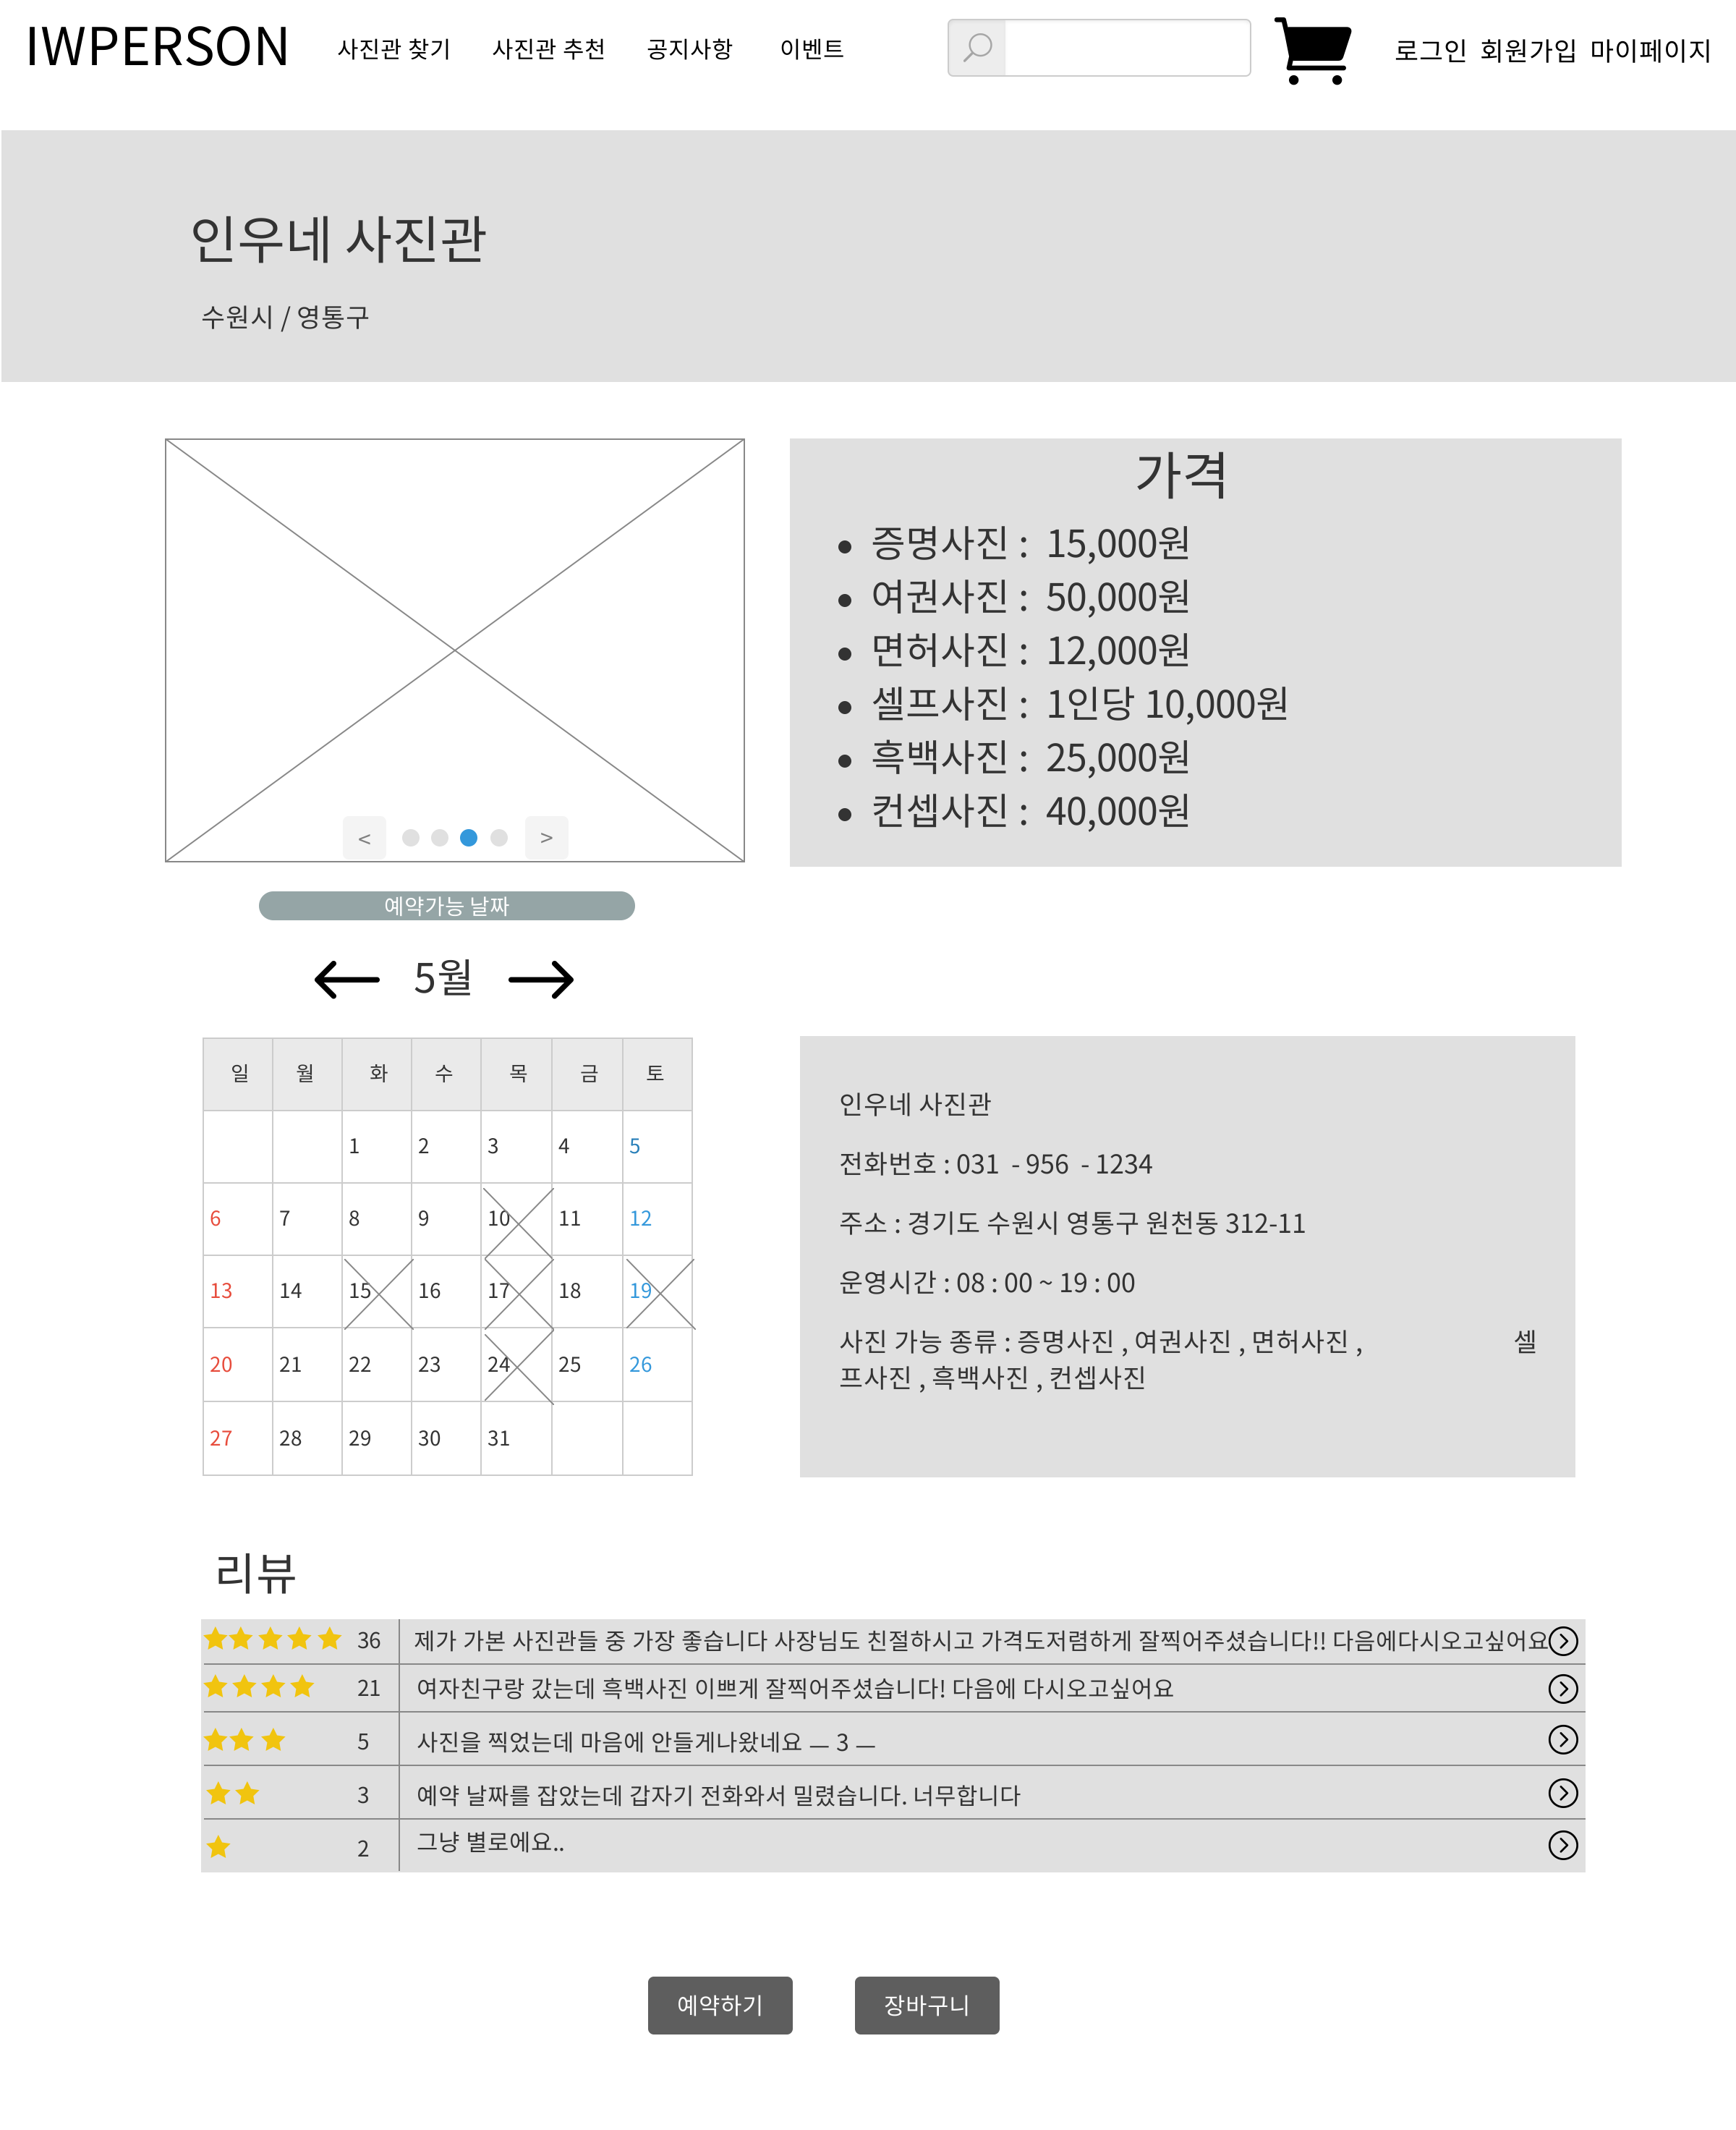 IWPERSON 사진관 찾기 사진관 추천 공지사항 이벤트 로그인 회원가입 마이페이지
인우네 사진관
수원시 / 영통구
가격
• 증명사진 : 15,000원
• 여권사진 : 50,000원
• 면허사진 : 12,000원
• 셀프사진 : 1인당 10,000원
• 흑백사진 : 25,000원
• 컨셉사진 : 40,000원
< >
예약가능 날짜
5월
일 월 화 수 목 금 토
1 2 3 4 5
6 7 8 9 10 11 12
13 14 15 16 17 18 19
20 21 22 23 24 25 26
27 28 29 30 31
인우네 사진관
전화번호 : 031 - 956 - 1234
주소 : 경기도 수원시 영통구 원천동 312-11
운영시간 : 08 : 00 ~ 19 : 00
사진 가능 종류 : 증명사진 , 여권사진 , 면허사진 , 셀
프사진 , 흑백사진 , 컨셉사진
리뷰
36 제가 가본 사진관들 중 가장 좋습니다 사장님도 친절하시고 가격도저렴하게 잘찍어주셨습니다!! 다음에다시오고싶어요
21 여자친구랑 갔는데 흑백사진 이쁘게 잘찍어주셨습니다! 다음에 다시오고싶어요
5 사진을 찍었는데 마음에 안들게나왔네요 ㅡ 3 ㅡ
3 예약 날짜를 잡았는데 갑자기 전화와서 밀렸습니다. 너무합니다
2 그냥 별로에요..
예약하기 장바구니